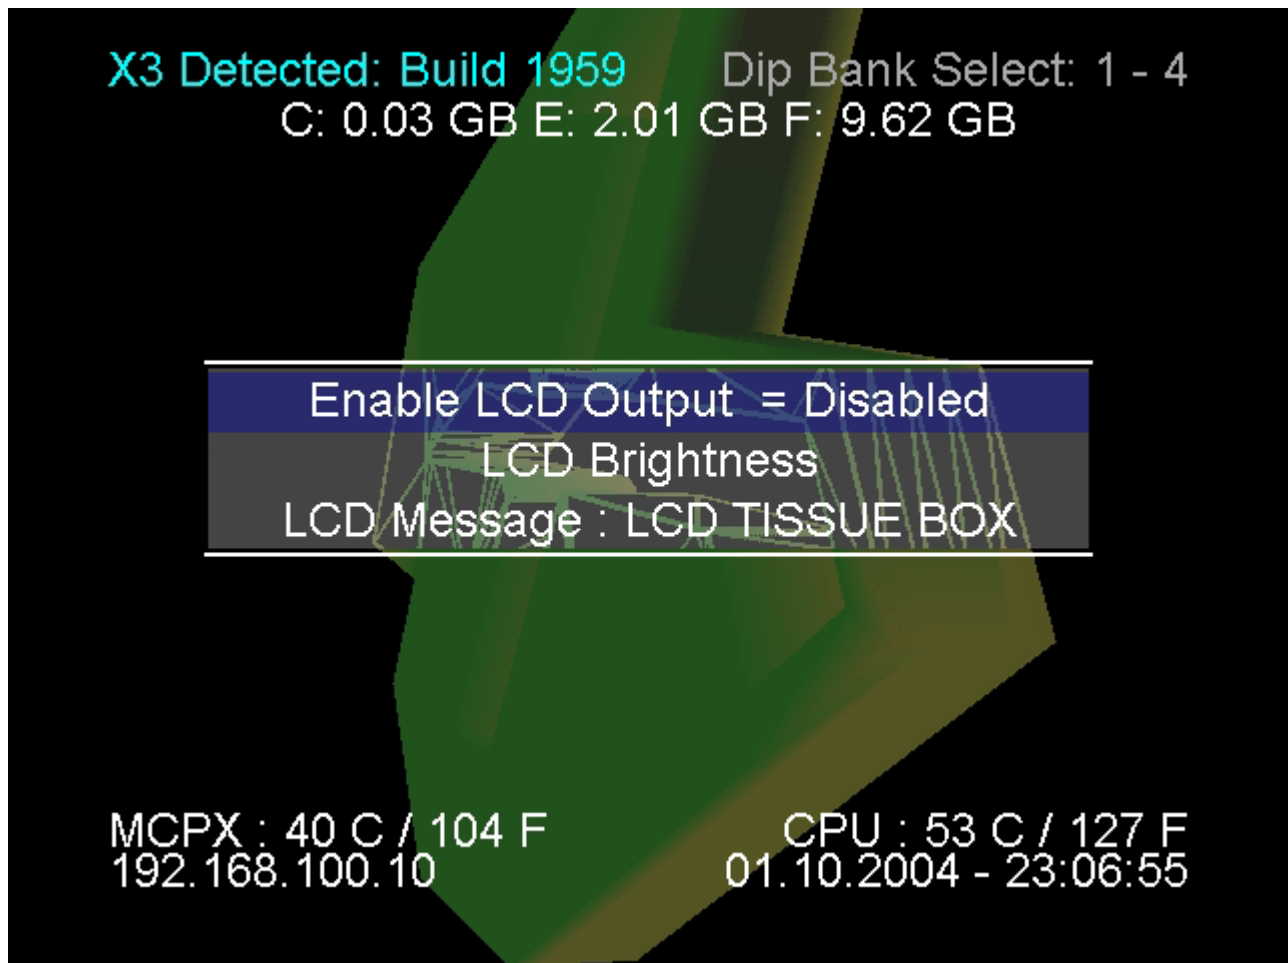 X3 Detected: Build 1959 Dip Bank Select: 1 - 4
C: 0.03 GB E: 2.01 GB F: 9.62 GB
Enable LCD Output = Disabled
LCD Brightness
LCD Message : LCD TISSUE BOX
MCPX : 40 C / 104 F CPU : 53 C / 127 F
192.168.100.10 01.10.2004 - 23:06:55